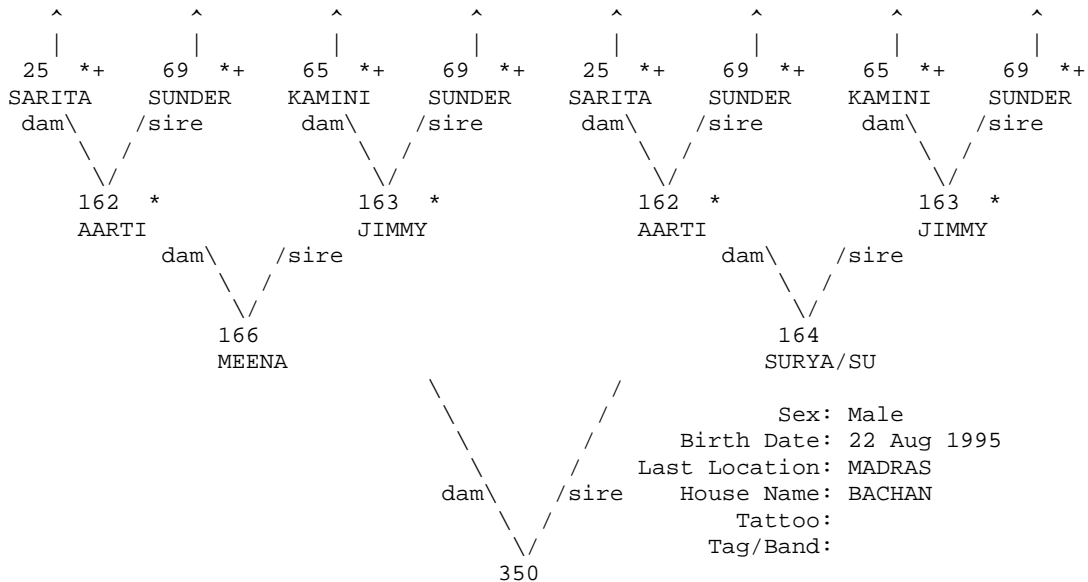 ^ ^ ^ ^ ^ ^ ^ ^
| | | | | | | |
25 *+ 69 *+ 65 *+ 69 *+ 25 *+ 69 *+ 65 *+ 69 *+
SARITA SUNDER KAMINI SUNDER SARITA SUNDER KAMINI SUNDER
dam\ /sire dam\ /sire dam\ /sire dam\ /sire
\ / \ / \ / \ /
\/ \/ \/ \/
162 * 163 * 162 * 163 *
AARTI JIMMY AARTI JIMMY
dam\ /sire dam\ /sire
\ / \ /
\/ \/
166 164
MEENA SURYA/SU
\ /
\ / Sex: Male
\ / Birth Date: 22 Aug 1995
\ / Last Location: MADRAS
dam\ /sire House Name: BACHAN
\ / Tattoo:
\/ Tag/Band:
350